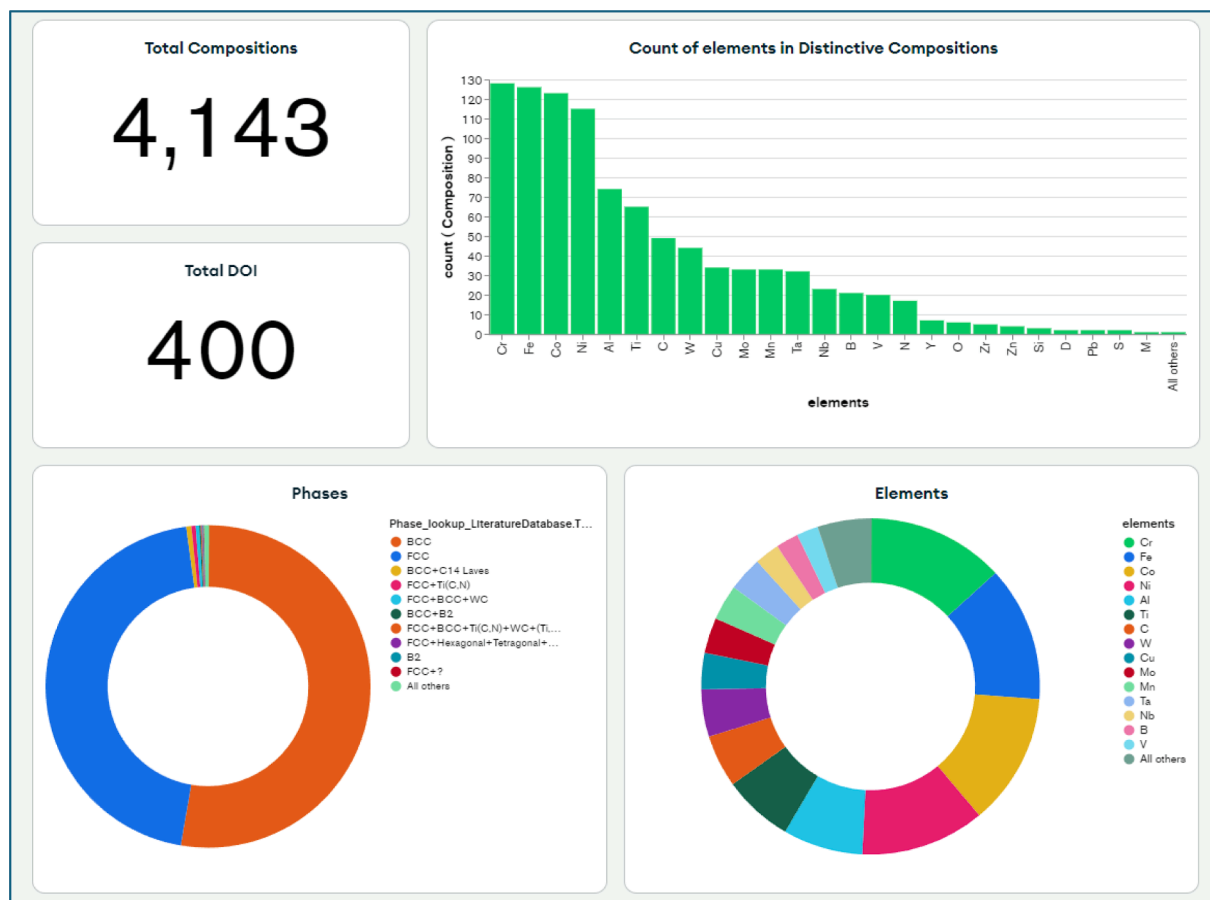 Total Compositions
4,143
Total DOI
400
Count of elements in Distinctive Compositions
count ( Composition )
130
120
110
100
90
80
70
60
50
40
30
20
10
0
Cr
Fe
Co
Ni
Al
Ti
C
W
Cu
Mo
Mn
Ta
Nb
B
V
N
Y
O
Zr
Zn
Si
D
Pb
S
M
All others
elements
Phases
Phase_lookup_LiteratureDatabase.T...
BCC
FCC
BCC+C14 Laves
FCC+Ti(C,N)
FCC+BCC+WC
BCC+B2
FCC+BCC+Ti(C,N)+WC+(Ti,...
FCC+Hexagonal+Tetragonal+...
B2
FCC+?
All others
Elements
elements
Cr
Fe
Co
Ni
Al
Ti
C
W
Cu
Mo
Mn
Ta
Nb
B
V
All others